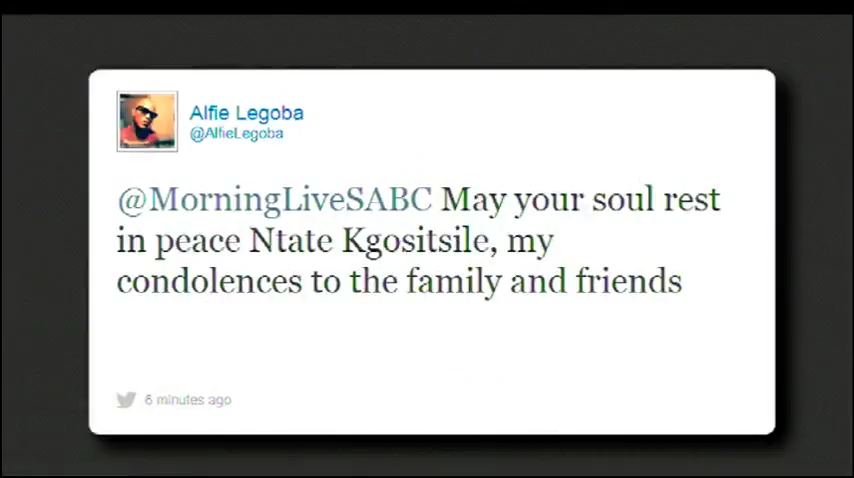 Alfie Legoba
@AlfieLegoba
@MorningLiveSABC May your soul rest
in peace Ntate Kgositsile, my
condolences to the family and friends
6 minutes ago